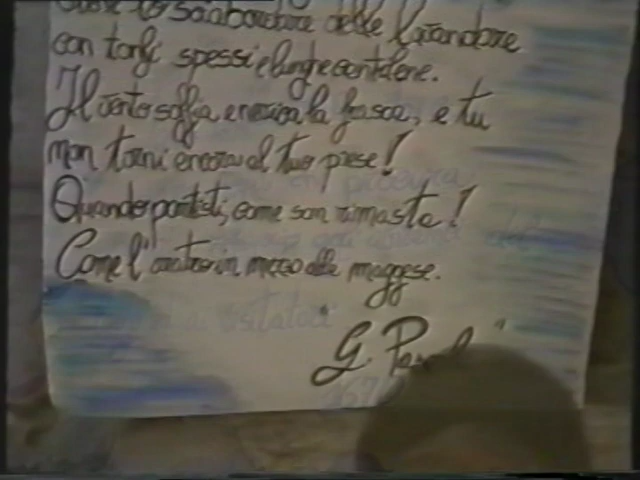 lo sciabordare delle lavandare
con tonfi spessi e lunghe cantilene.
Il vento soffia e nevica la frasca, e tu
non torni ancora al tuo paese!
Quando partisti, come son rimasta!
Come l'aratro in mezzo alla maggese.
G.